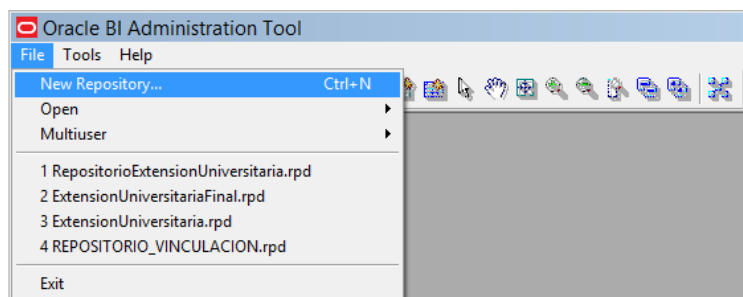 Oracle BI Administration Tool
File Tools Help
New Repository... Ctrl+N
Open
Multiuser
1 RepositorioExtensionUniversitaria.rpd
2 ExtensionUniversitariaFinal.rpd
3 ExtensionUniversitaria.rpd
4 REPOSITORIO_VINCULACION.rpd
Exit